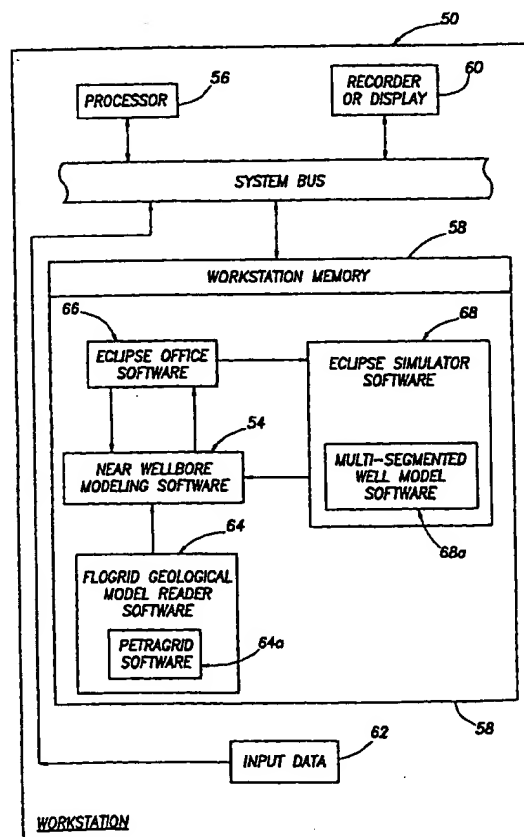 50
PROCESSOR
56
RECORDER
OR DISPLAY
60
SYSTEM BUS
58
WORKSTATION MEMORY
66
ECLIPSE OFFICE
SOFTWARE
68
ECLIPSE SIMULATOR
SOFTWARE
54
NEAR WELLBORE
MODELING SOFTWARE
MULTI-SEGMENTED
WELL MODEL
SOFTWARE
68a
64
FLOGRID GEOLOGICAL
MODEL READER
SOFTWARE
PETRAGRID
SOFTWARE
64a
58
62
INPUT DATA
WORKSTATION